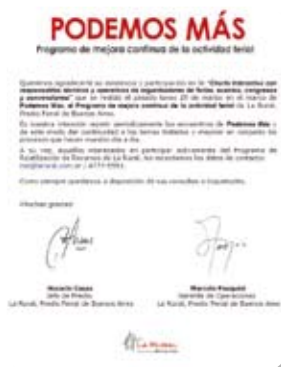 PODEMOS MÁS
Programa de mejora continua de la actividad ferial
Queremos agradecerle su asistencia y participación en la "Charla interactiva con
responsables técnicos y operativos de organizadores de ferias, eventos, congresos
y convenciones" que se realizó el pasado lunes de marzo en el marco de
Podemos Más, el Programa de mejora continua de la actividad ferial de La Rural,
Predio Ferial de Buenos Aires.
Es nuestra intención repetir periódicamente los encuentros de Podemos Más y
de este modo dar continuidad a los temas tratados y mejorar en conjunto los
procesos que hacen nuestro día a día.
A su vez, aquellos interesados en participar activamente del Programa de
Reutilización de Recursos de La Rural, les recordamos los datos de contacto:
Como siempre quedamos a disposición de sus consultas o inquietudes.
Muchas gracias
Horacio Casas
Jefe de Predio
La Rural, Predio Ferial de Buenos Aires
Marcelo
Gerente de Operaciones
La Rural, Predio Ferial de Buenos Aires
La Rural